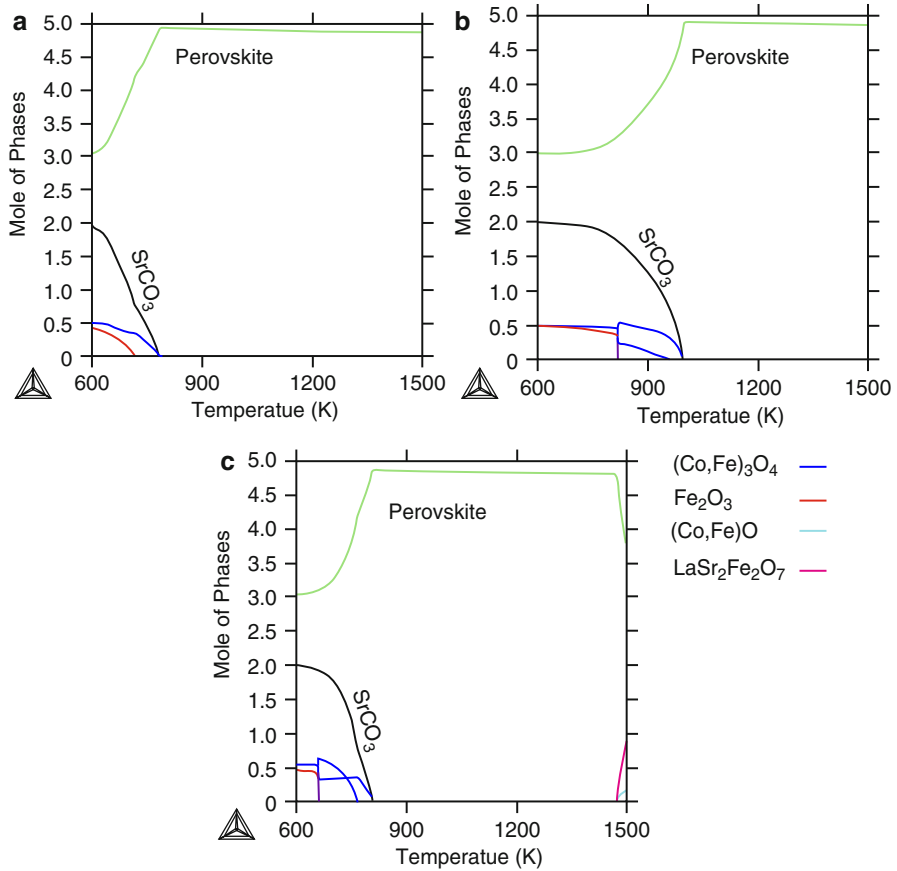 a
5.0
4.5
4.0
3.5
3.0
2.5
2.0
1.5
1.0
0.5
0
Mole of Phases
Perovskite
SrCO3
600 900 1200 1500
Temperatue (K)
b
5.0
4.5
4.0
3.5
3.0
2.5
2.0
1.5
1.0
0.5
0
Mole of Phases
Perovskite
SrCO3
600 900 1200 1500
Temperatue (K)
c
5.0
4.5
4.0
3.5
3.0
2.5
2.0
1.5
1.0
0.5
0
Mole of Phases
Perovskite
SrCO3
600 900 1200 1500
Temperatue (K)
(Co,Fe)3O4
Fe2O3
(Co,Fe)O
LaSr2Fe2O7